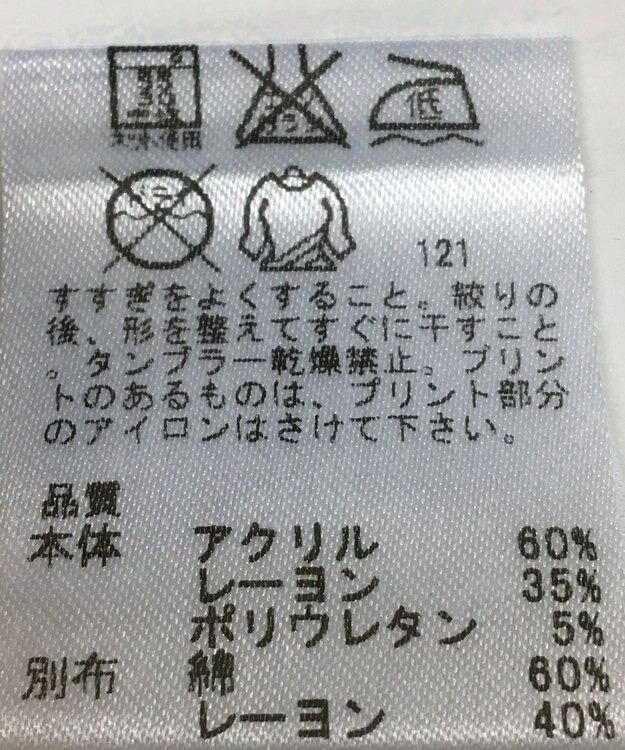 ネット使用
低
121
すすぎをよくすること。絞りの
後、形を整えてすぐに干すこと
。タンブラー乾燥禁止。プリン
トのあるものは、プリント部分
のアイロンはさけて下さい。
品質
本体 アクリル 60%
レーヨン 35%
ポリウレタン 5%
別布 綿 60%
レーヨン 40%